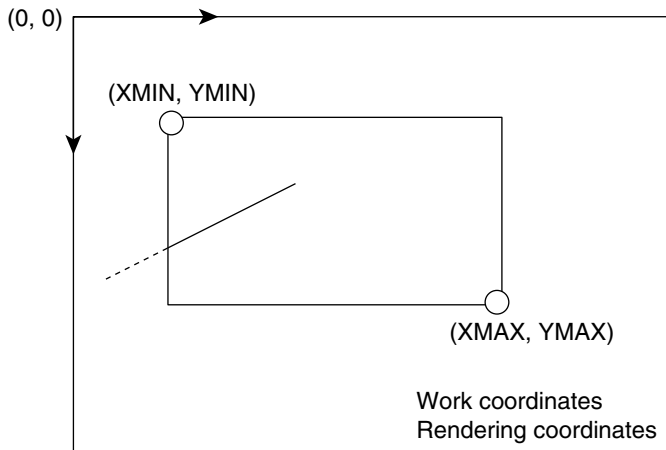 (0, 0)
(XMIN, YMIN)
(XMAX, YMAX)
Work coordinates
Rendering coordinates